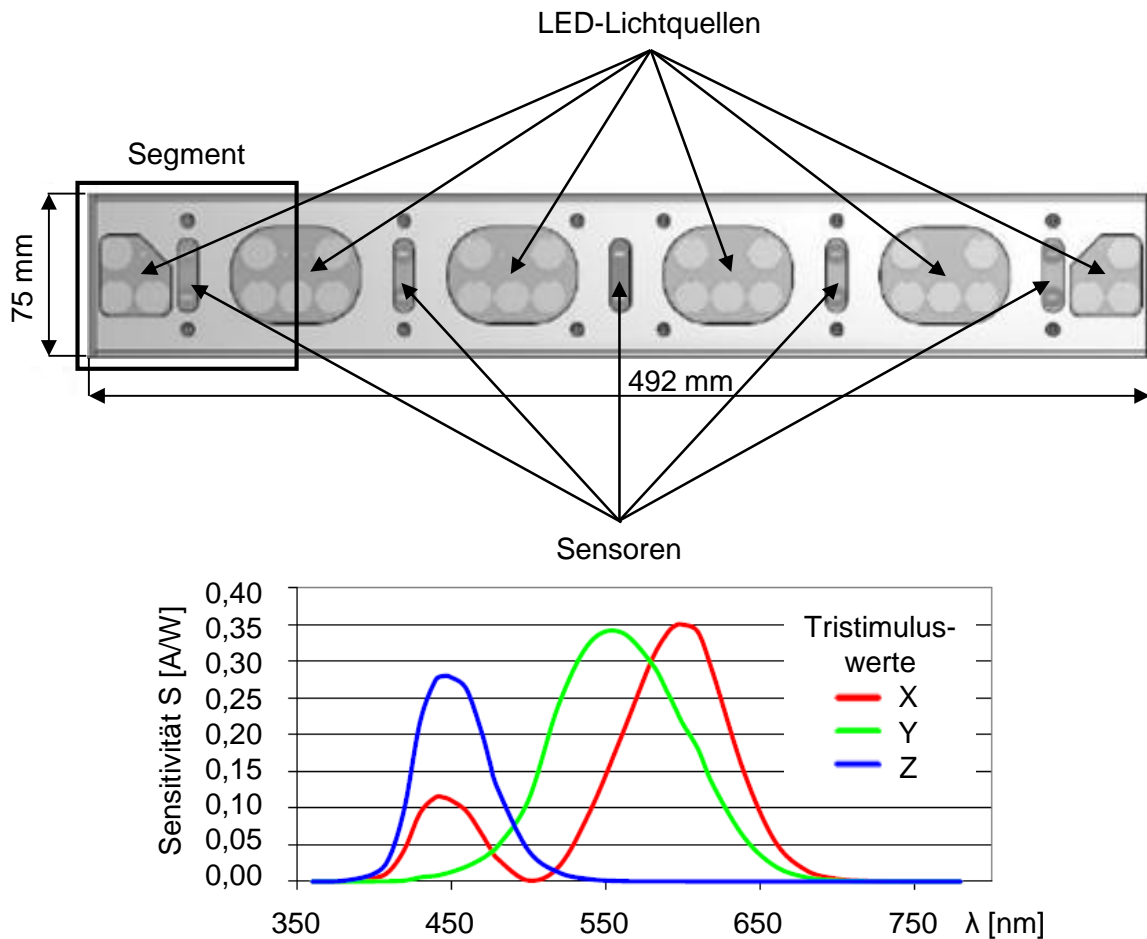 LED-Lichtquellen
Segment
75 mm
492 mm
Sensoren
Sensitivität S [A/W]
0,40
0,35
0,30
0,25
0,20
0,15
0,10
0,05
0,00
Tristimulus-
werte
X
Y
Z
350 450 550 650 750 λ [nm]